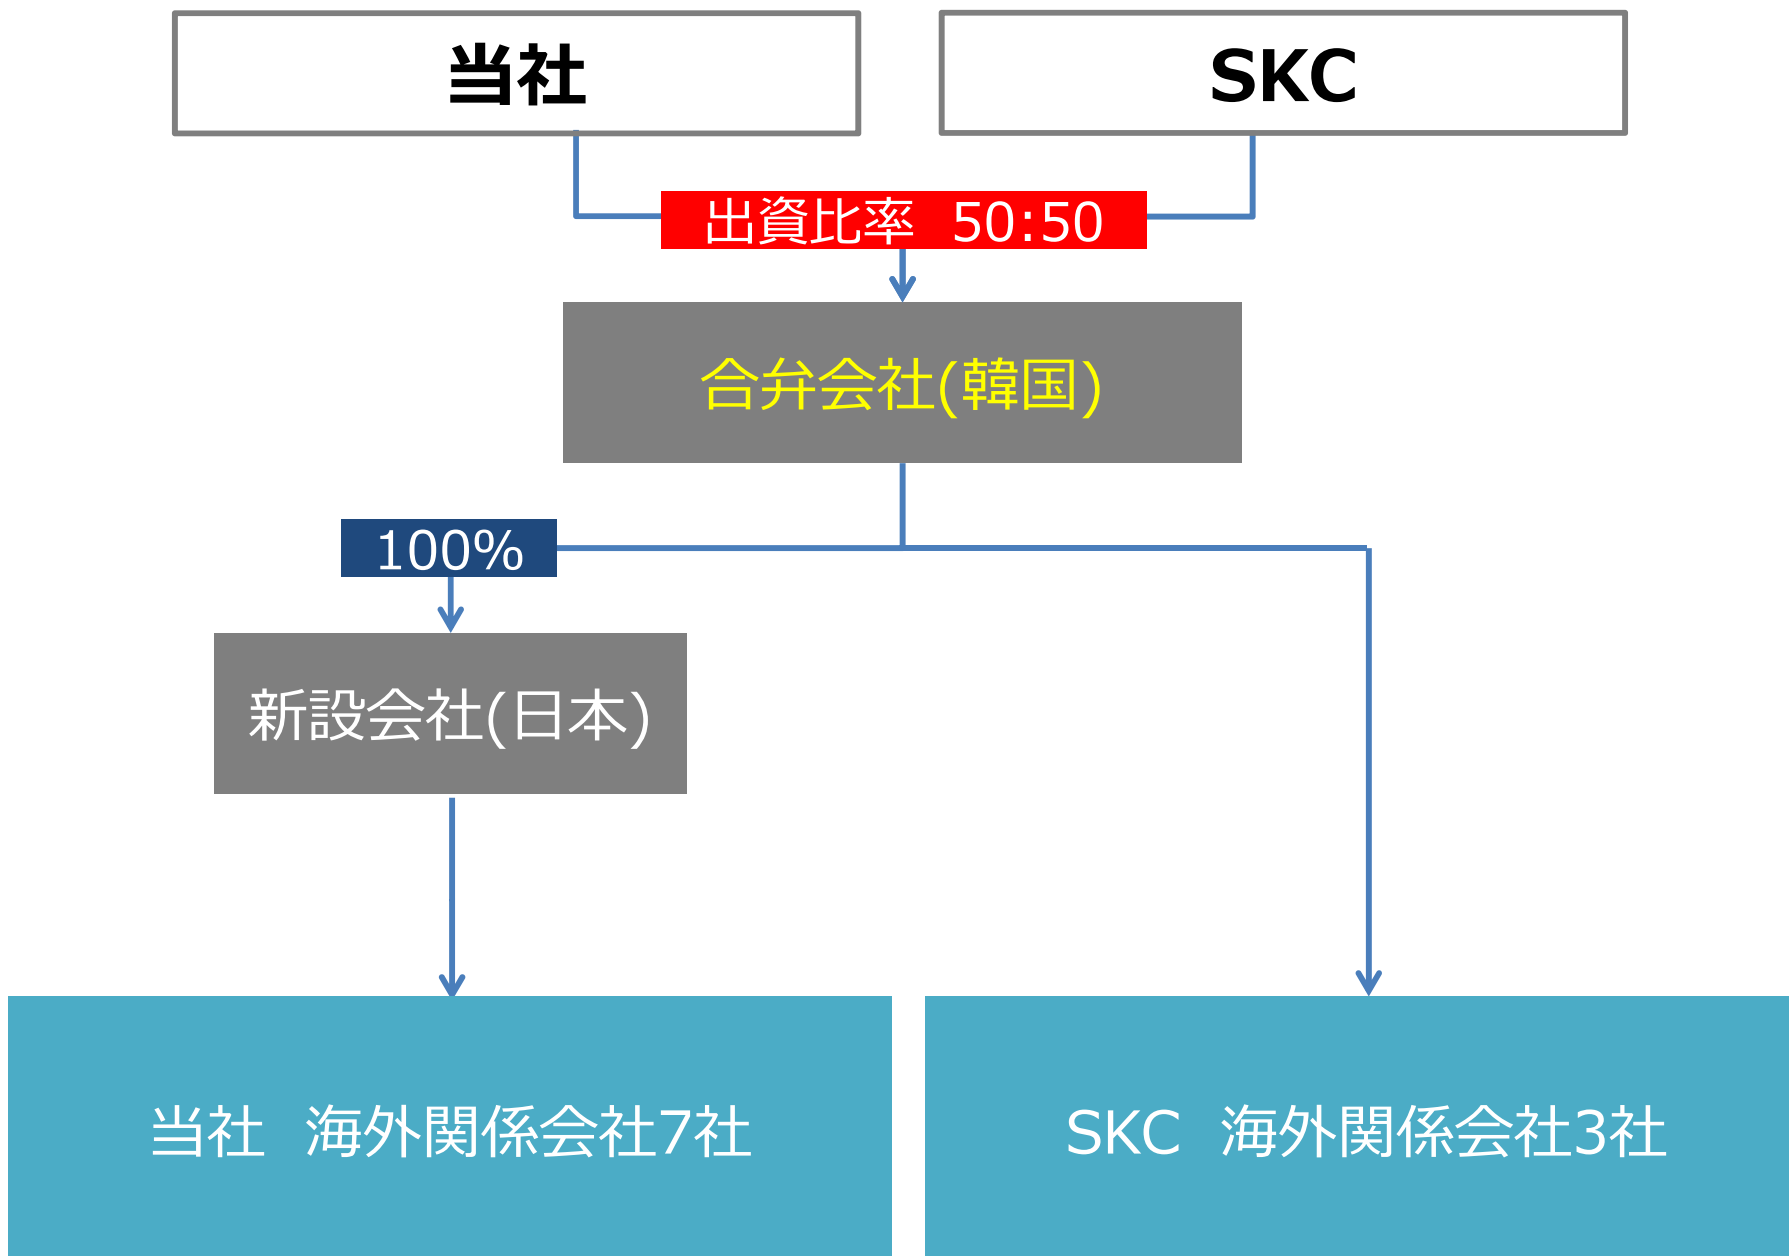 当社
SKC
出資比率　50:50
合弁会社(韓国)
100%
新設会社(日本)
当社　海外関係会社7社
SKC　海外関係会社3社